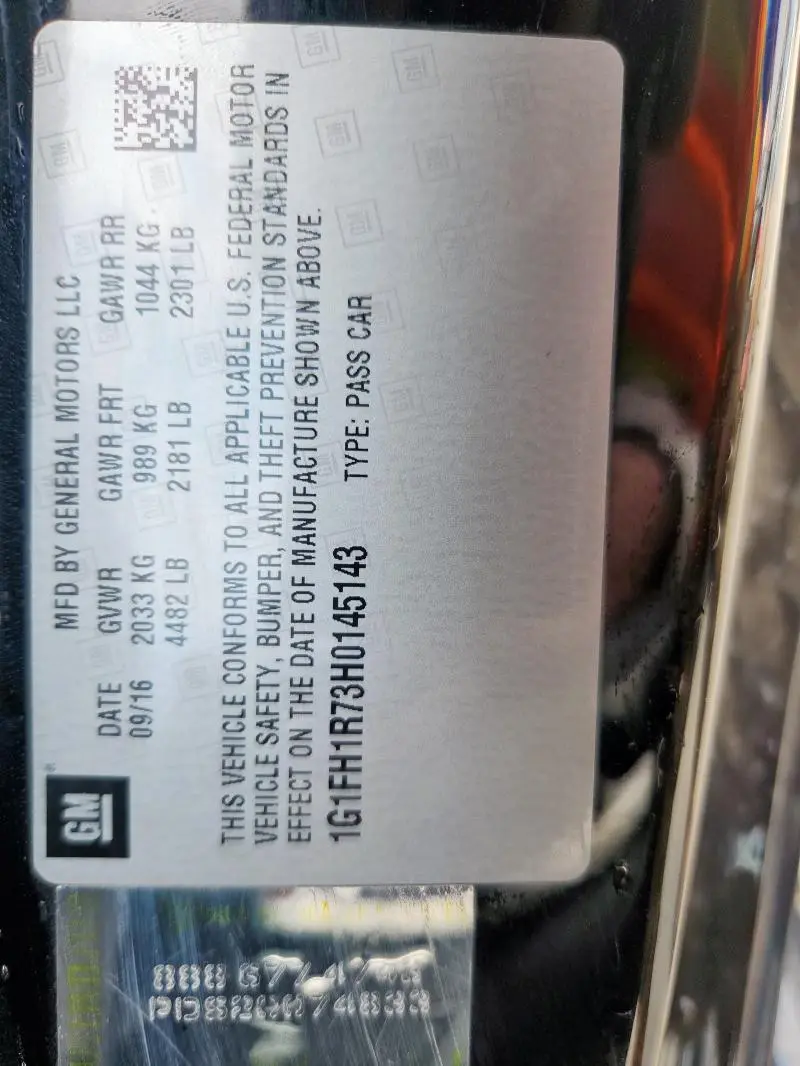 GM
MFD BY GENERAL MOTORS LLC
DATE GVWR GAWR FRT GAWR RR
09/16 2033 KG 989 KG 1044 KG
4482 LB 2181 LB 2301 LB
THIS VEHICLE CONFORMS TO ALL APPLICABLE U.S. FEDERAL MOTOR
VEHICLE SAFETY, BUMPER, AND THEFT PREVENTION STANDARDS IN
EFFECT ON THE DATE OF MANUFACTURE SHOWN ABOVE.
1G1FH1R73H0145143 TYPE: PASS CAR